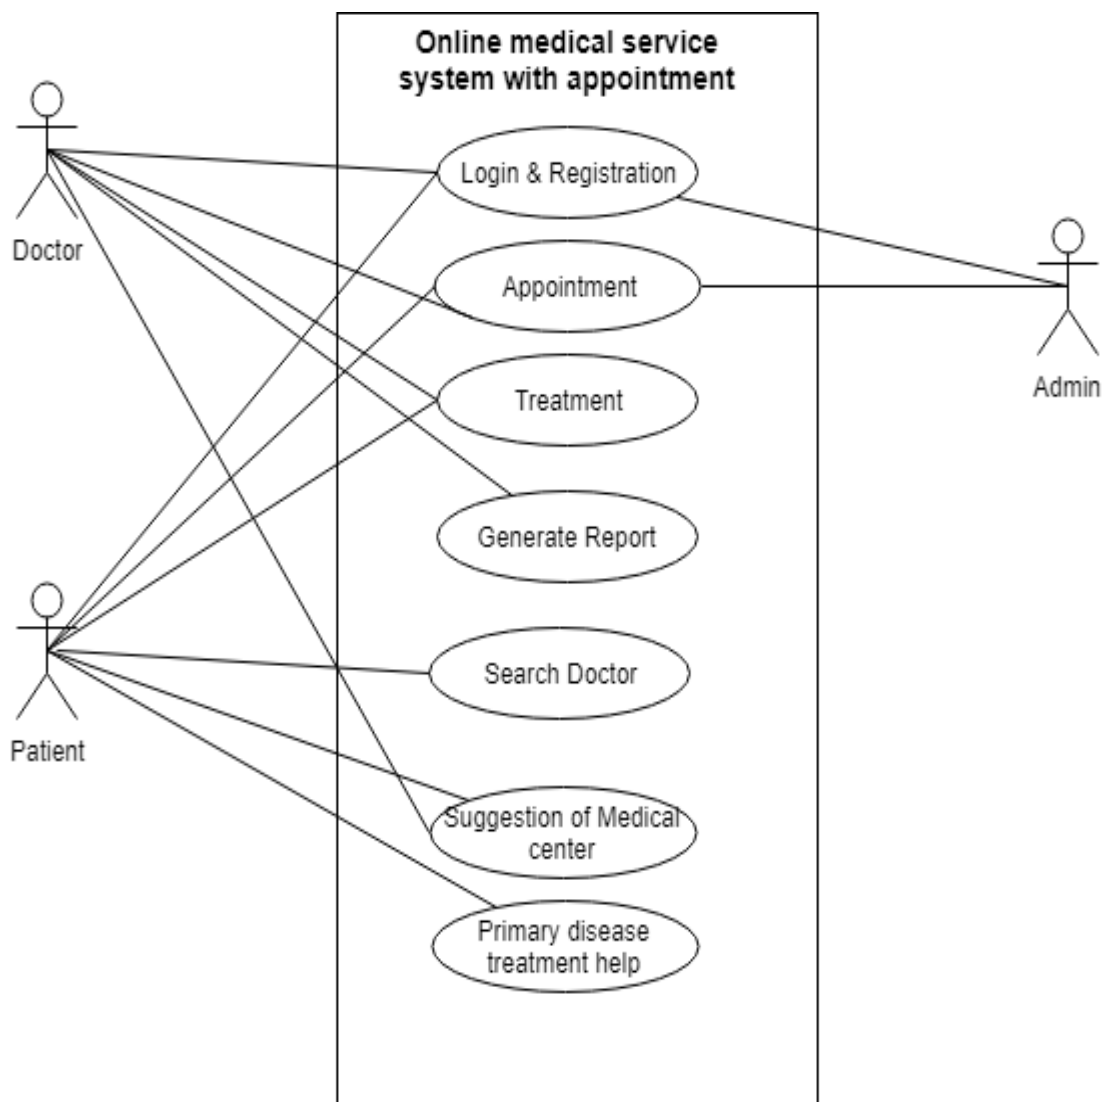 Online medical service
system with appointment
Login & Registration
Doctor
Appointment
Admin
Treatment
Generate Report
Search Doctor
Patient
Suggestion of Medical
center
Primary disease
treatment help